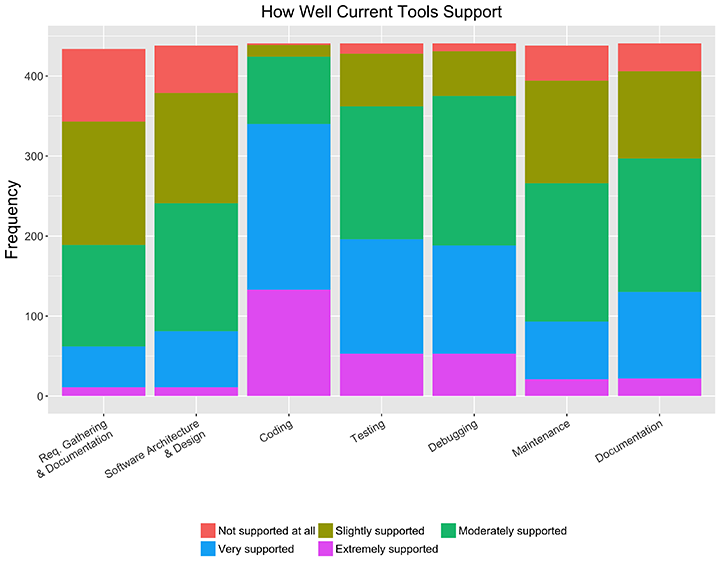 How Well Current Tools Support
Frequency
400
300
200
100
0
Req. Gathering
& Documentation
Software Architecture
& Design
Coding
Testing
Debugging
Maintenance
Documentation
Not supported at all Slightly supported Moderately supported
Very supported Extremely supported